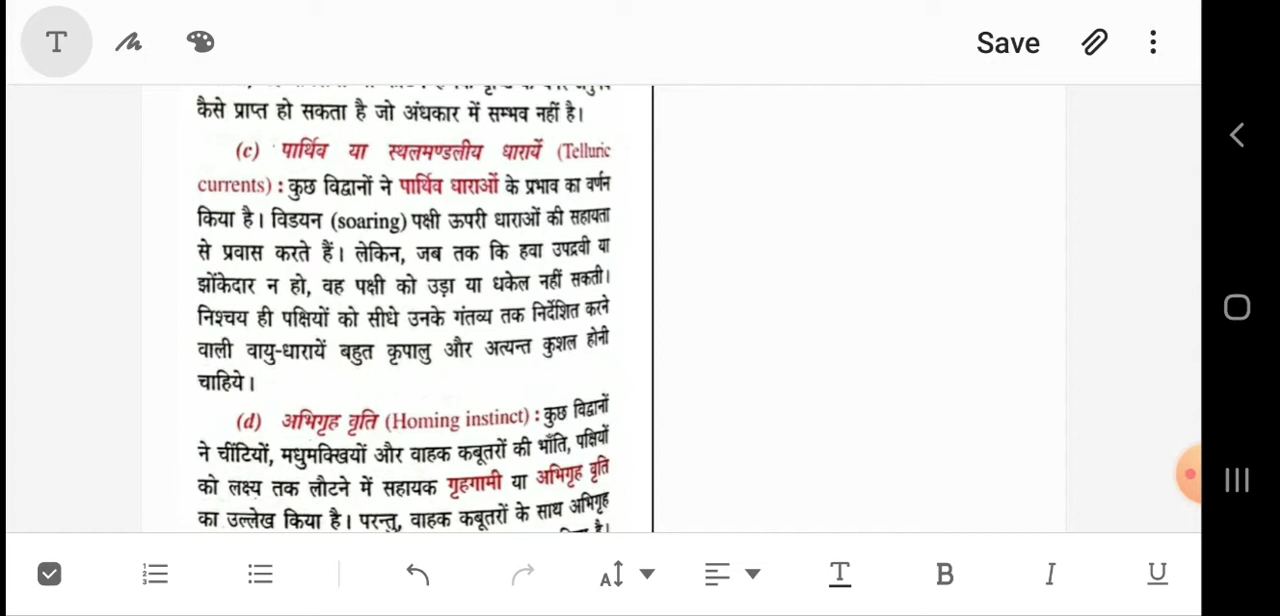 T
Save
कैसे प्राप्त हो सकता है जो अंधकार में सम्भव नहीं है।
(c) पार्थिव या स्थलमण्डलीय धारायें (Telluric
currents) : कुछ विद्वानों ने पार्थिव धाराओं के प्रभाव का वर्णन
किया है। विडयन (soaring) पक्षी ऊपरी धाराओं की सहायता
से प्रवास करते हैं। लेकिन, जब तक कि हवा उपद्रवी या
झोंकेदार न हो, वह पक्षी को उड़ा या धकेल नहीं सकती।
निश्चय ही पक्षियों को सीधे उनके गंतव्य तक निर्देशित करने
वाली वायु-धारायें बहुत कृपालु और अत्यन्त कुशल होनी
चाहिये।
(d) अभिगृह वृति (Homing instinct) : कुछ विद्वानों
ने चींटियों, मधुमक्खियों और वाहक कबूतरों की भाँति, पक्षियों
को लक्ष्य तक लौटने में सहायक गृहगामी या अभिगृह वृति
का उल्लेख किया है। परन्तु, वाहक कबूतरों के साथ अभिगृह
है।
A T B I U